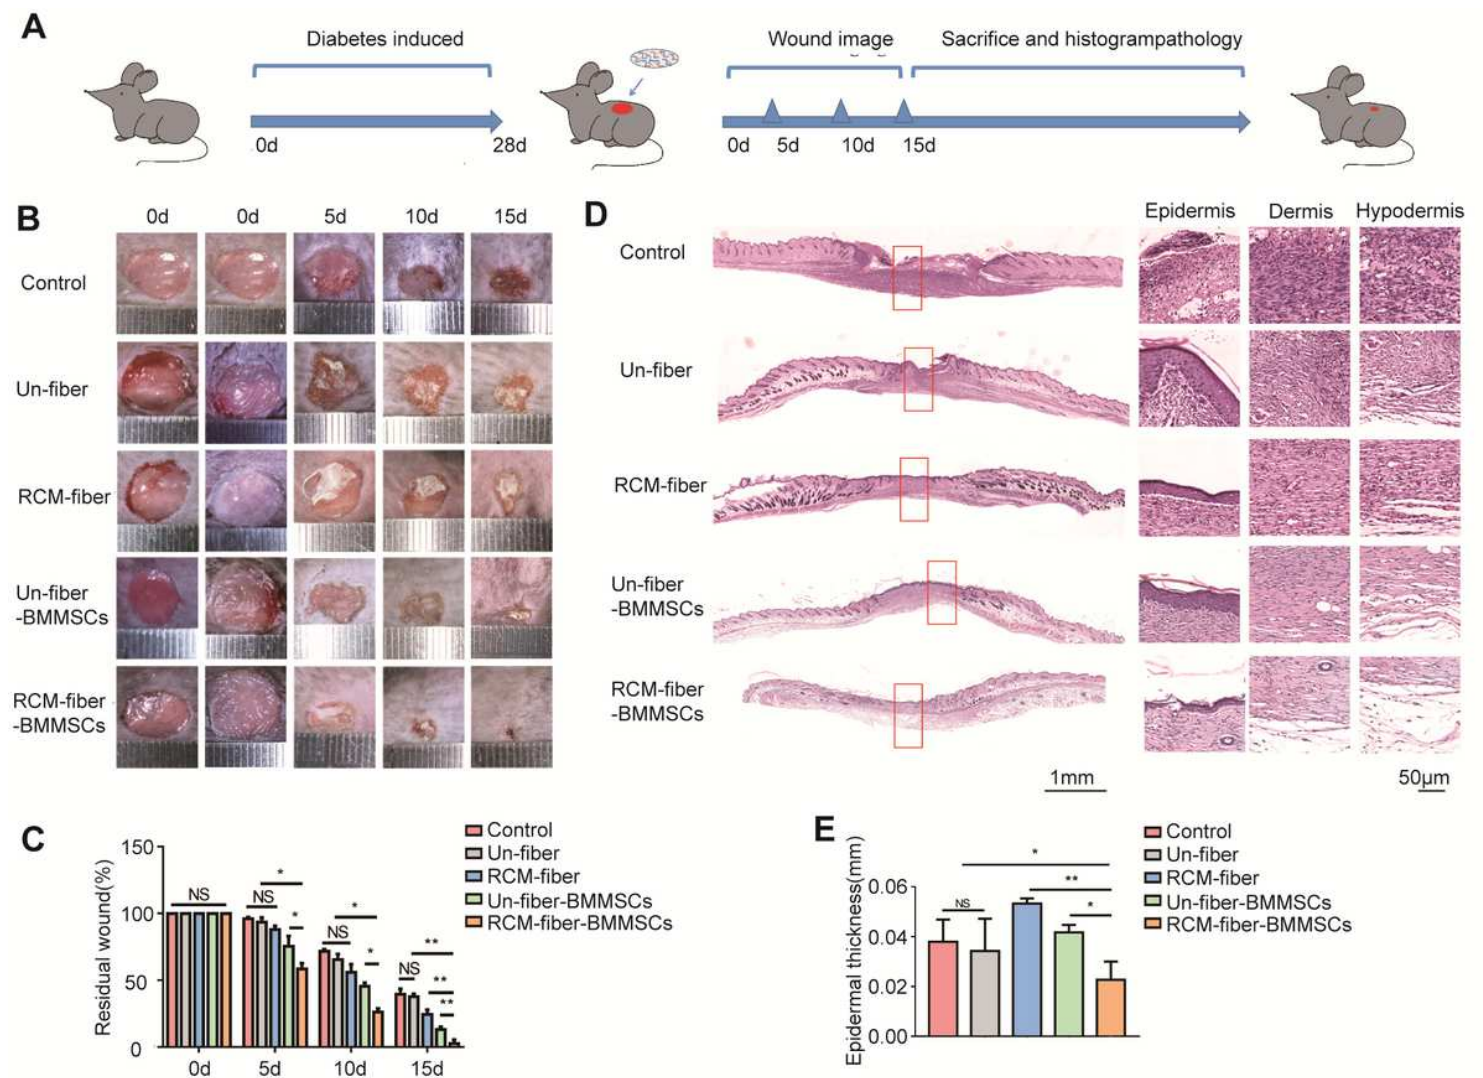 A
Diabetes induced
Wound image
Sacrifice and histogrampathology
0d
28d
0d
5d
10d
15d
B
0d
0d
5d
10d
15d
Control
Un-fiber
RCM-fiber
Un-fiber
-BMMSCs
RCM-fiber
-BMMSCs
D
Epidermis
Dermis
Hypodermis
Control
Un-fiber
RCM-fiber
Un-fiber
-BMMSCs
RCM-fiber
-BMMSCs
1mm
50µm
C
Residual wound(%)
150
100
50
0
NS
NS
*
*
NS
*
*
NS
**
**
**
0d
5d
10d
15d
Control
Un-fiber
RCM-fiber
Un-fiber-BMMSCs
RCM-fiber-BMMSCs
E
Epidermal thickness(mm)
0.06
0.04
0.02
0.00
NS
*
**
*
Control
Un-fiber
RCM-fiber
Un-fiber-BMMSCs
RCM-fiber-BMMSCs